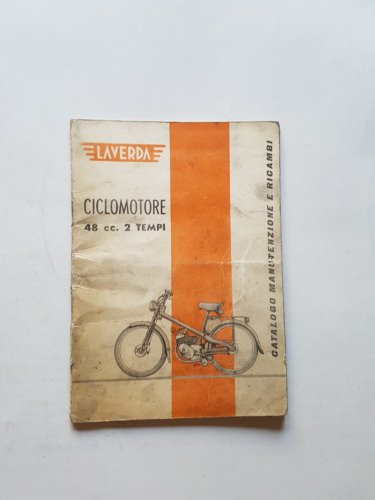 LAVERDA
CICLOMOTORE
48 cc. 2 TEMPI
CATALOGO MANUTENZIONE E RICAMBI